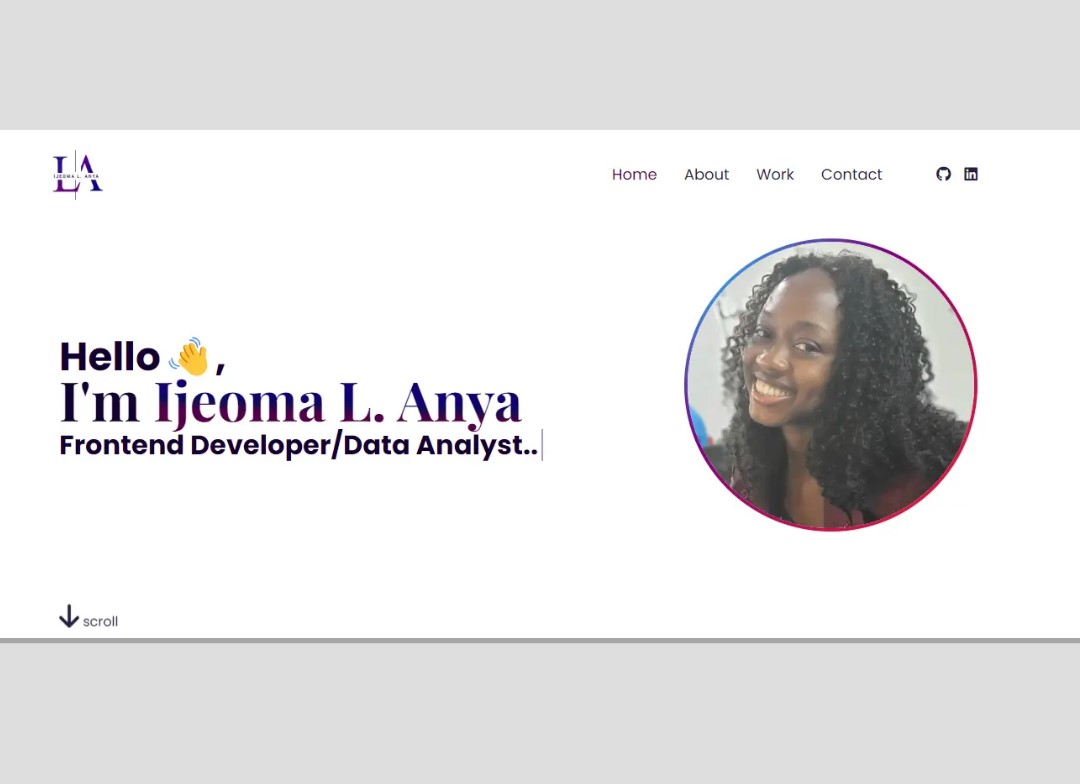 LA
IJEOMA L. ANYA
Home About Work Contact
Hello 👋,
I'm Ijeoma L. Anya
Frontend Developer/Data Analyst..
scroll